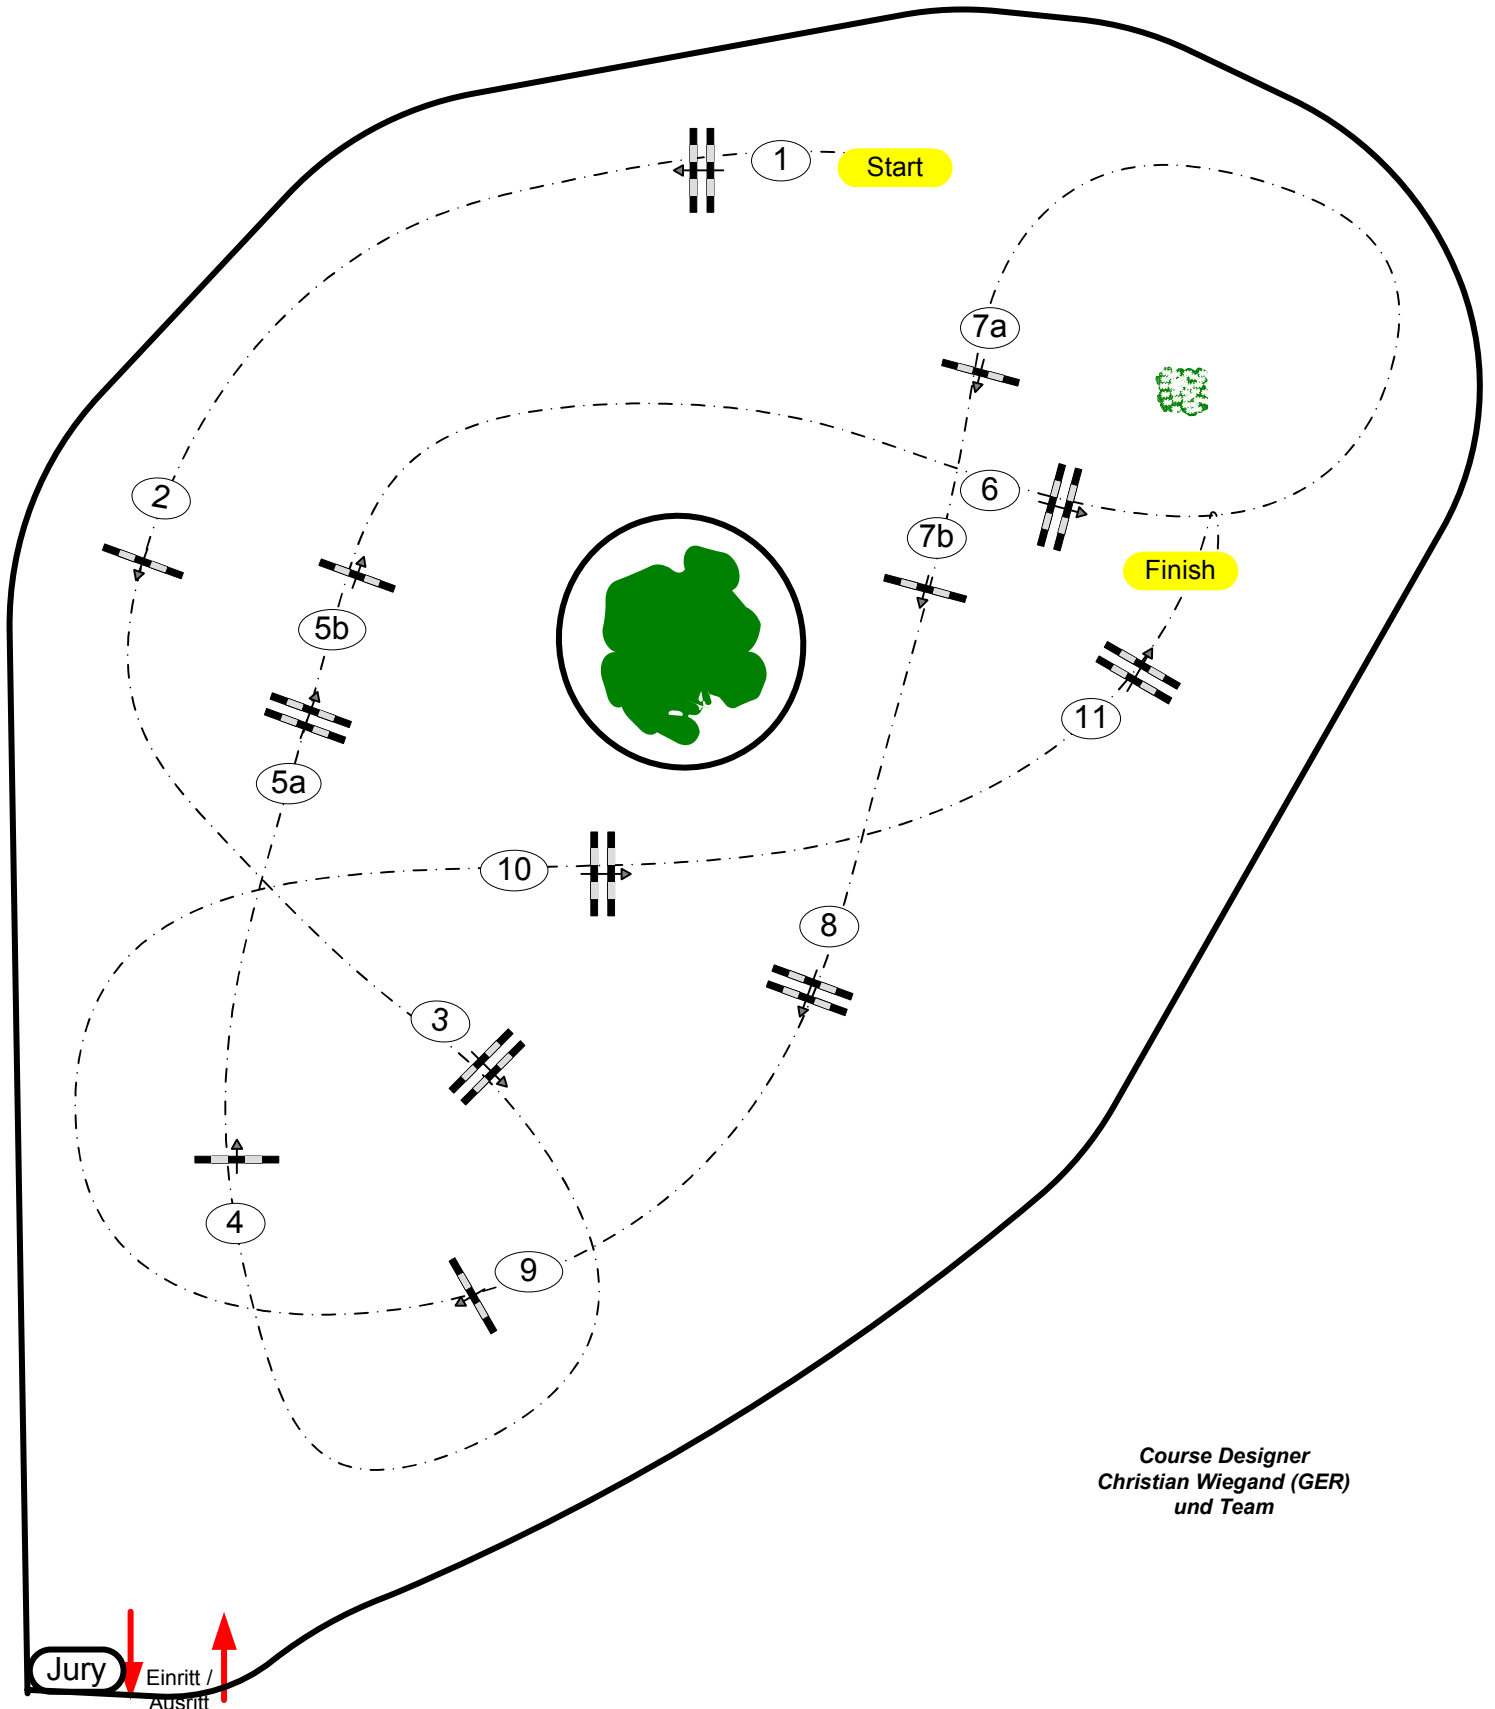 1
Start
7a
2
6
7b
Finish
5b
11
5a
10
8
3
4
9
Course Designer
Christian Wiegand (GER)
und Team
Jury
Einritt /
Ausritt